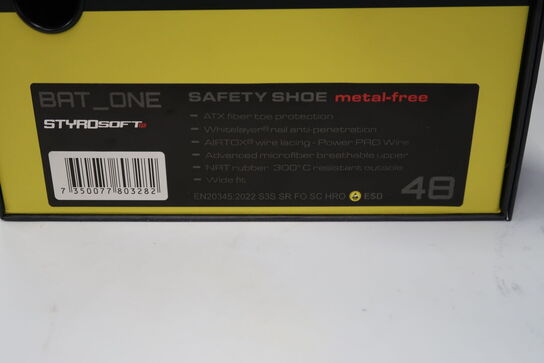 BAT_ONE
SAFETY SHOE metal-free
STYROSOFT
– ATX fiber toe protection
– Whitelayer® nail anti-penetration
– AIRTOX® wire lacing - Power PRO Wire
– Advanced microfiber breathable upper
– NRT rubber 300°C resistant outsole
– Wide fit
7 350077 803282
EN20345:2022 S3S SR FO SC HRO ESD
48